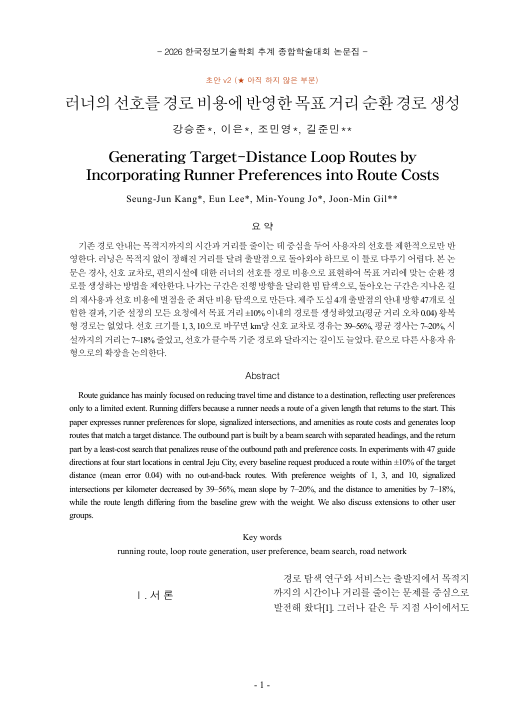 - 2026 한국정보기술학회 추계 종합학술대회 논문집 -
초안 v2 (★ 아직 하지 않은 부분)
러너의 선호를 경로 비용에 반영한 목표 거리 순환 경로 생성
강승준*, 이은*, 조민영*, 길준민**
Generating Target-Distance Loop Routes by
Incorporating Runner Preferences into Route Costs
Seung-Jun Kang*, Eun Lee*, Min-Young Jo*, Joon-Min Gil**
요 약
기존 경로 안내는 목적지까지의 시간과 거리를 줄이는 데 중심을 두어 사용자의 선호를 제한적으로만 반
영한다. 러닝은 목적지 없이 정해진 거리를 달려 출발점으로 돌아와야 하므로 이 틀로 다루기 어렵다. 본 논
문은 경사, 신호 교차로, 편의시설에 대한 러너의 선호를 경로 비용으로 표현하여 목표 거리에 맞는 순환 경
로를 생성하는 방법을 제안한다. 나가는 구간은 진행 방향을 달리한 빔 탐색으로, 돌아오는 구간은 지나온 길
의 재사용과 선호 비용에 벌점을 준 최단 비용 탐색으로 만든다. 제주 도심 4개 출발점의 안내 방향 47개로 실
험한 결과, 기준 설정의 모든 요청에서 목표 거리 ±10% 이내의 경로를 생성하였고(평균 거리 오차 0.04) 왕복
형 경로는 없었다. 선호 크기를 1, 3, 10으로 바꾸면 km당 신호 교차로 경유는 39–56%, 평균 경사는 7–20%, 시
설까지의 거리는 7–18% 줄었고, 선호가 클수록 기준 경로와 달라지는 길이도 늘었다. 끝으로 다른 사용자 유
형으로의 확장을 논의한다.
Abstract
Route guidance has mainly focused on reducing travel time and distance to a destination, reflecting user preferences
only to a limited extent. Running differs because a runner needs a route of a given length that returns to the start. This
paper expresses runner preferences for slope, signalized intersections, and amenities as route costs and generates loop
routes that match a target distance. The outbound part is built by a beam search with separated headings, and the return
part by a least-cost search that penalizes reuse of the outbound path and preference costs. In experiments with 47 guide
directions at four start locations in central Jeju City, every baseline request produced a route within ±10% of the target
distance (mean error 0.04) with no out-and-back routes. With preference weights of 1, 3, and 10, signalized
intersections per kilometer decreased by 39–56%, mean slope by 7–20%, and the distance to amenities by 7–18%,
while the route length differing from the baseline grew with the weight. We also discuss extensions to other user
groups.
Key words
running route, loop route generation, user preference, beam search, road network
Ⅰ. 서 론
경로 탐색 연구와 서비스는 출발지에서 목적지
까지의 시간이나 거리를 줄이는 문제를 중심으로
발전해 왔다[1]. 그러나 같은 두 지점 사이에서도
- 1 -